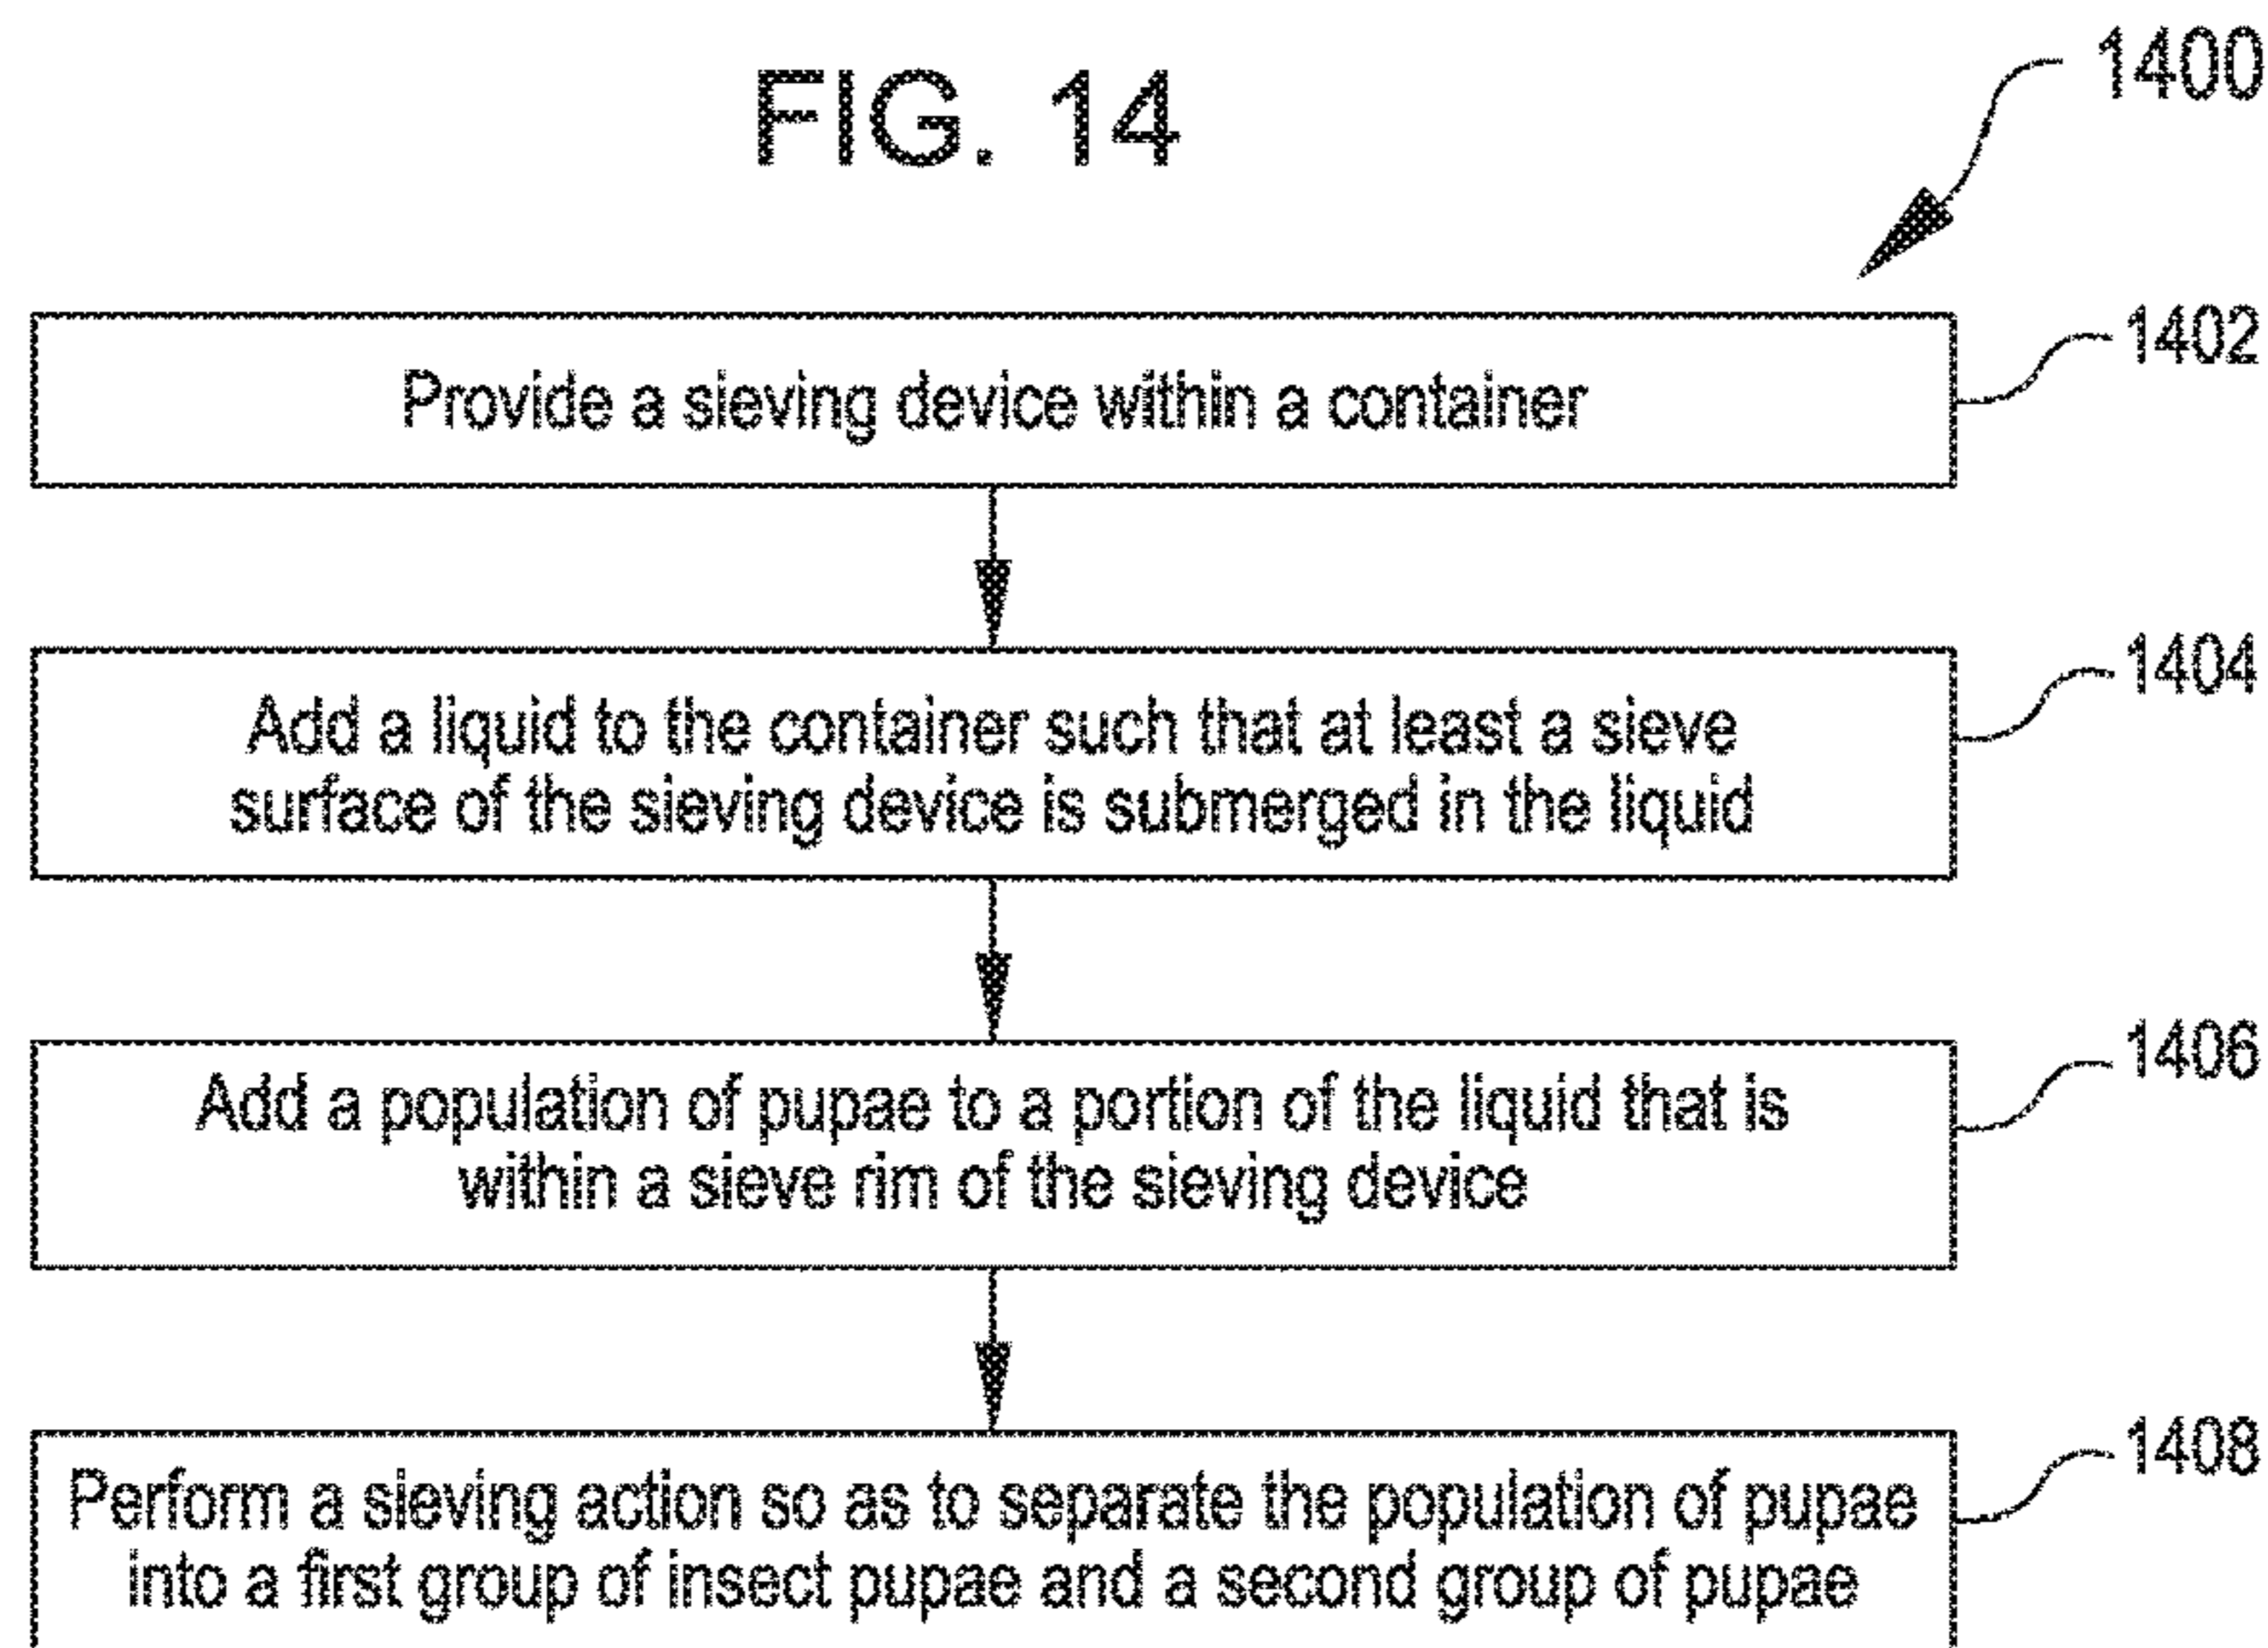 FIG. 14
1400
Provide a sieving device within a container
1402
Add a liquid to the container such that at least a sieve
surface of the sieving device is submerged in the liquid
1404
Add a population of pupae to a portion of the liquid that is
within a sieve rim of the sieving device
1406
Perform a sieving action so as to separate the population of pupae
into a first group of insect pupae and a second group of pupae
1408